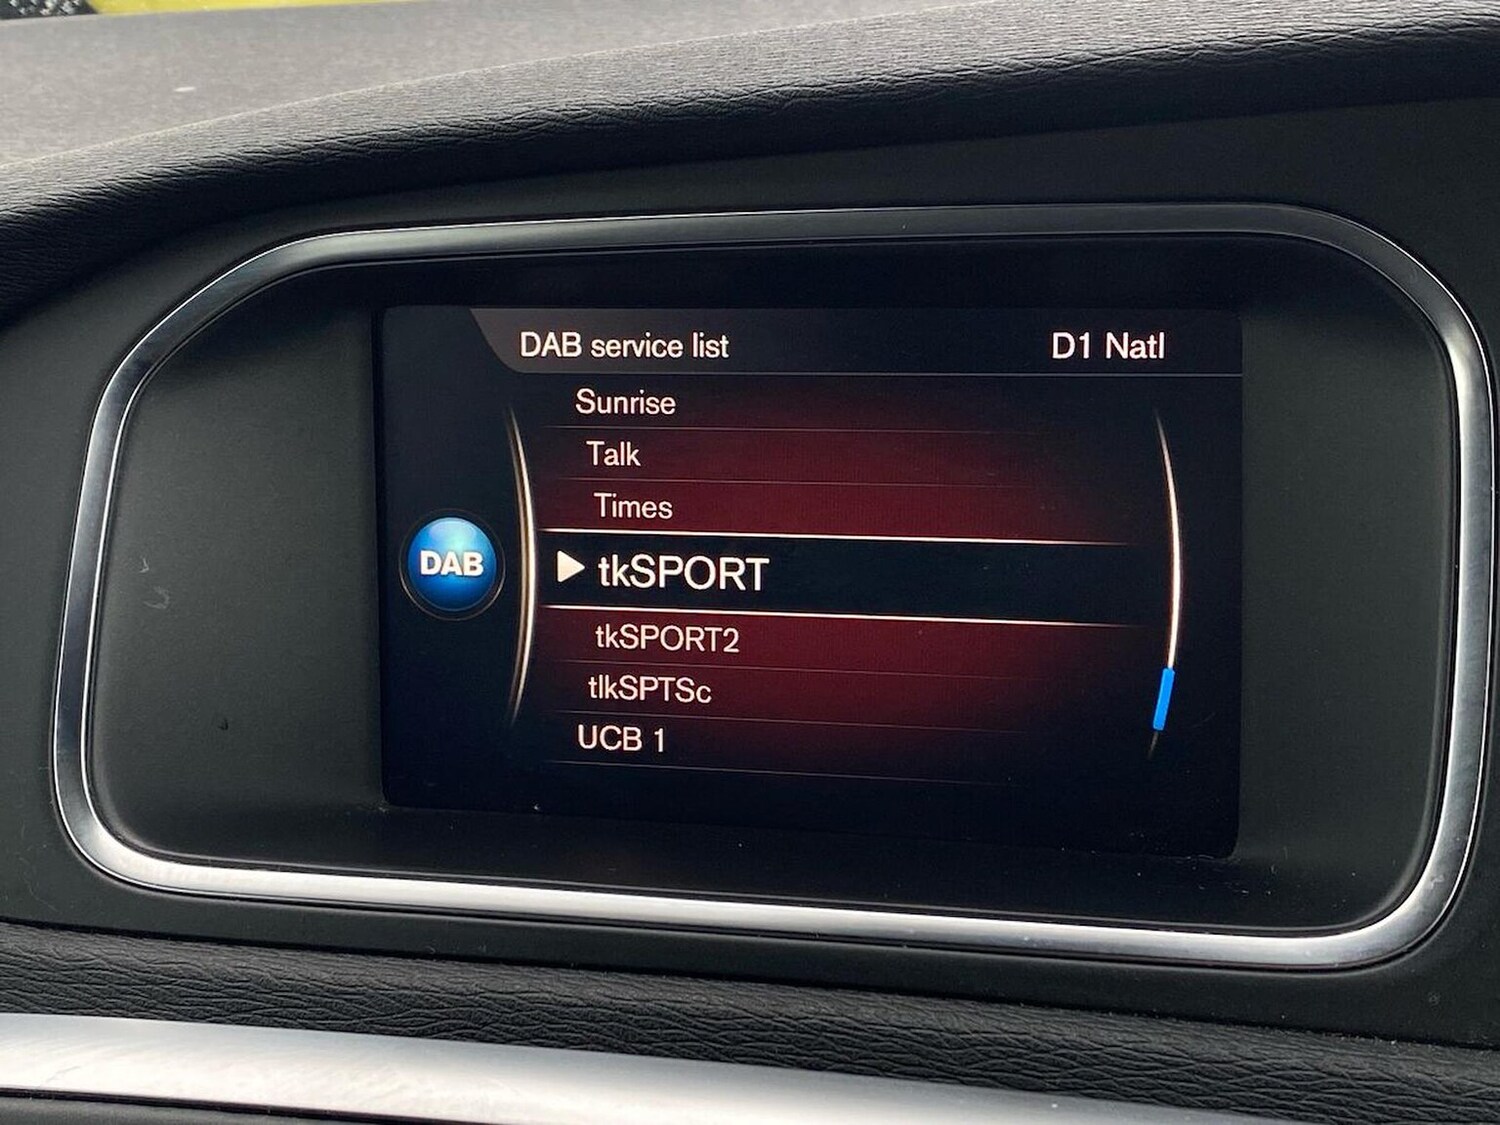 DAB service list
D1 Natl
Sunrise
Talk
Times
DAB
tkSPORT
tkSPORT2
tlkSPTSc
UCB 1